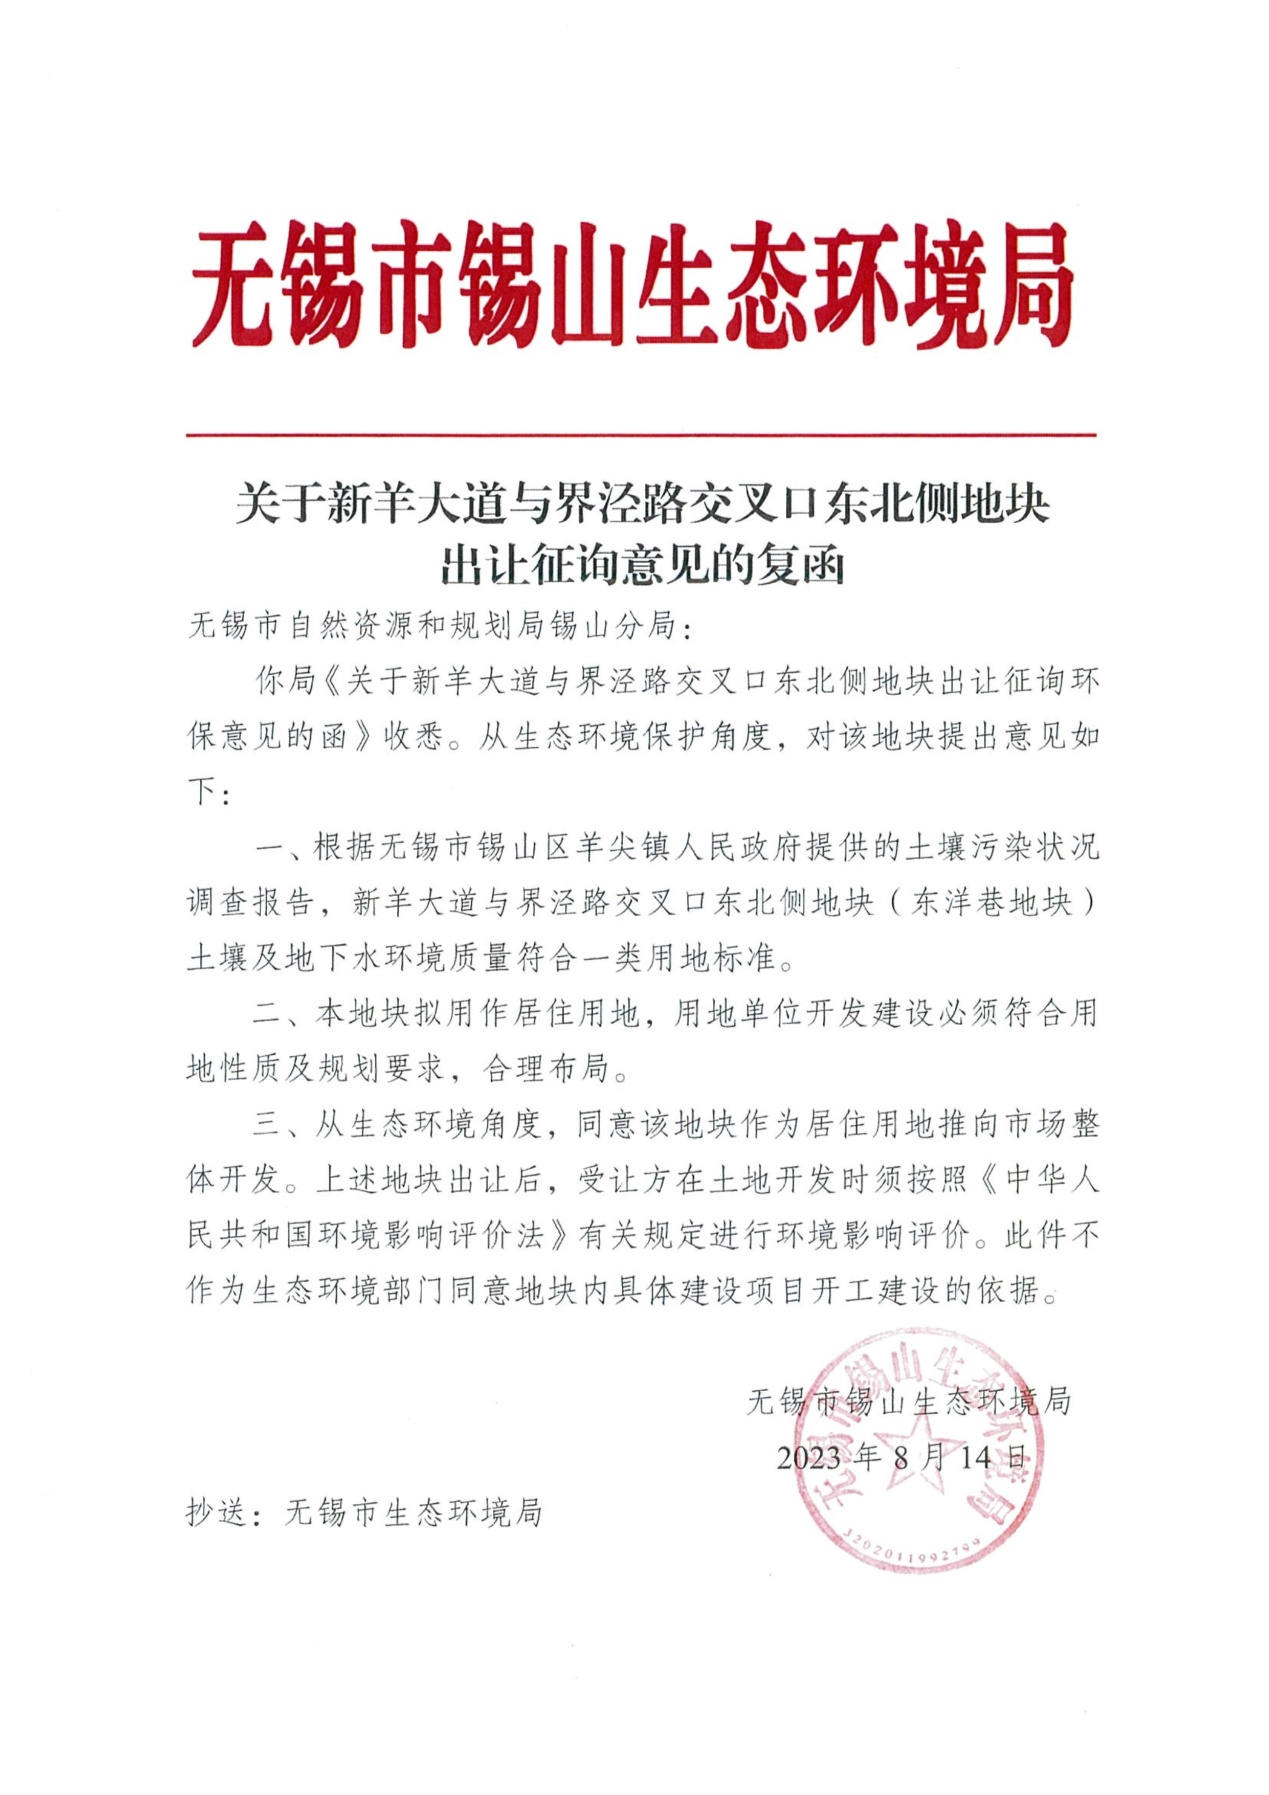 无锡市锡山生态环境局
关于新羊大道与界泾路交叉口东北侧地块
出让征询意见的复函
无锡市自然资源和规划局锡山分局：
你局《关于新羊大道与界泾路交叉口东北侧地块出让征询环
保意见的函》收悉。从生态环境保护角度，对该地块提出意见如
下：
一、根据无锡市锡山区羊尖镇人民政府提供的土壤污染状况
调查报告，新羊大道与界泾路交叉口东北侧地块（东洋巷地块）
土壤及地下水环境质量符合一类用地标准。
二、本地块拟用作居住用地，用地单位开发建设必须符合用
地性质及规划要求，合理布局。
三、从生态环境角度，同意该地块作为居住用地推向市场整
体开发。上述地块出让后，受让方在土地开发时须按照《中华人
民共和国环境影响评价法》有关规定进行环境影响评价。此件不
作为生态环境部门同意地块内具体建设项目开工建设的依据。
无锡市锡山生态环境局
2023年8月14日
抄送：无锡市生态环境局
无锡市锡山生态环境局
3202011992799